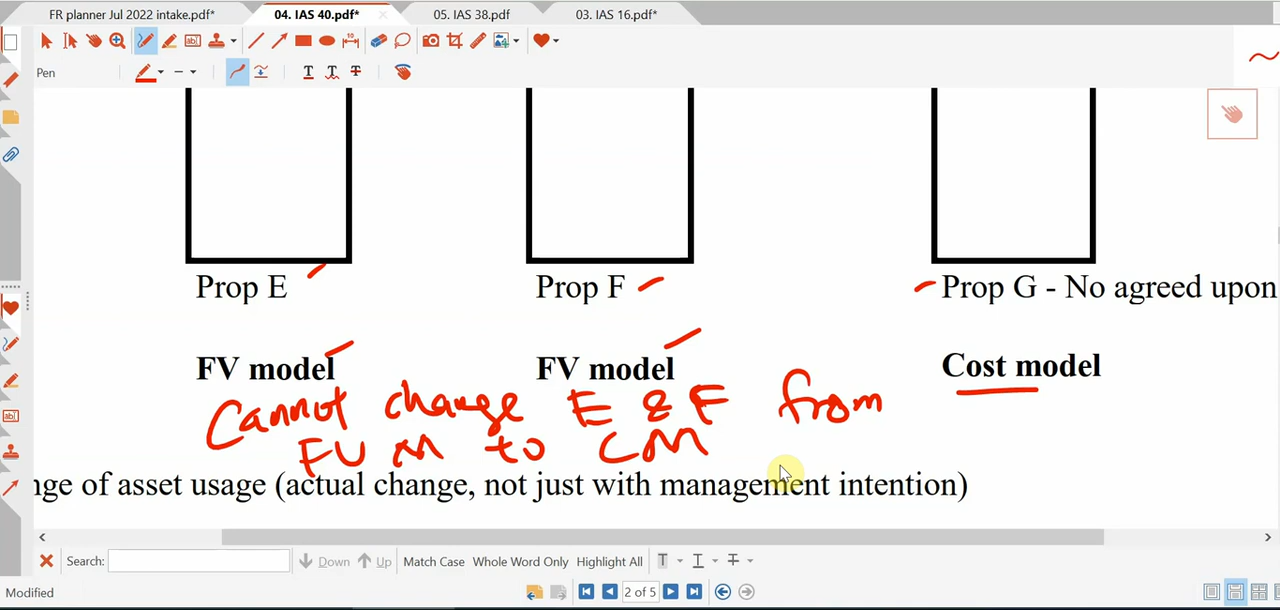 FR planner Jul 2022 intake.pdf* 04. IAS 40.pdf* 05. IAS 38.pdf 03. IAS 16.pdf*
Pen
Prop E Prop F Prop G - No agreed upon
FV model FV model Cost model
Cannot change E & F from
FV M to CM
nge of asset usage (actual change, not just with management intention)
Search: Down Up Match Case Whole Word Only Highlight All
Modified 2 of 5